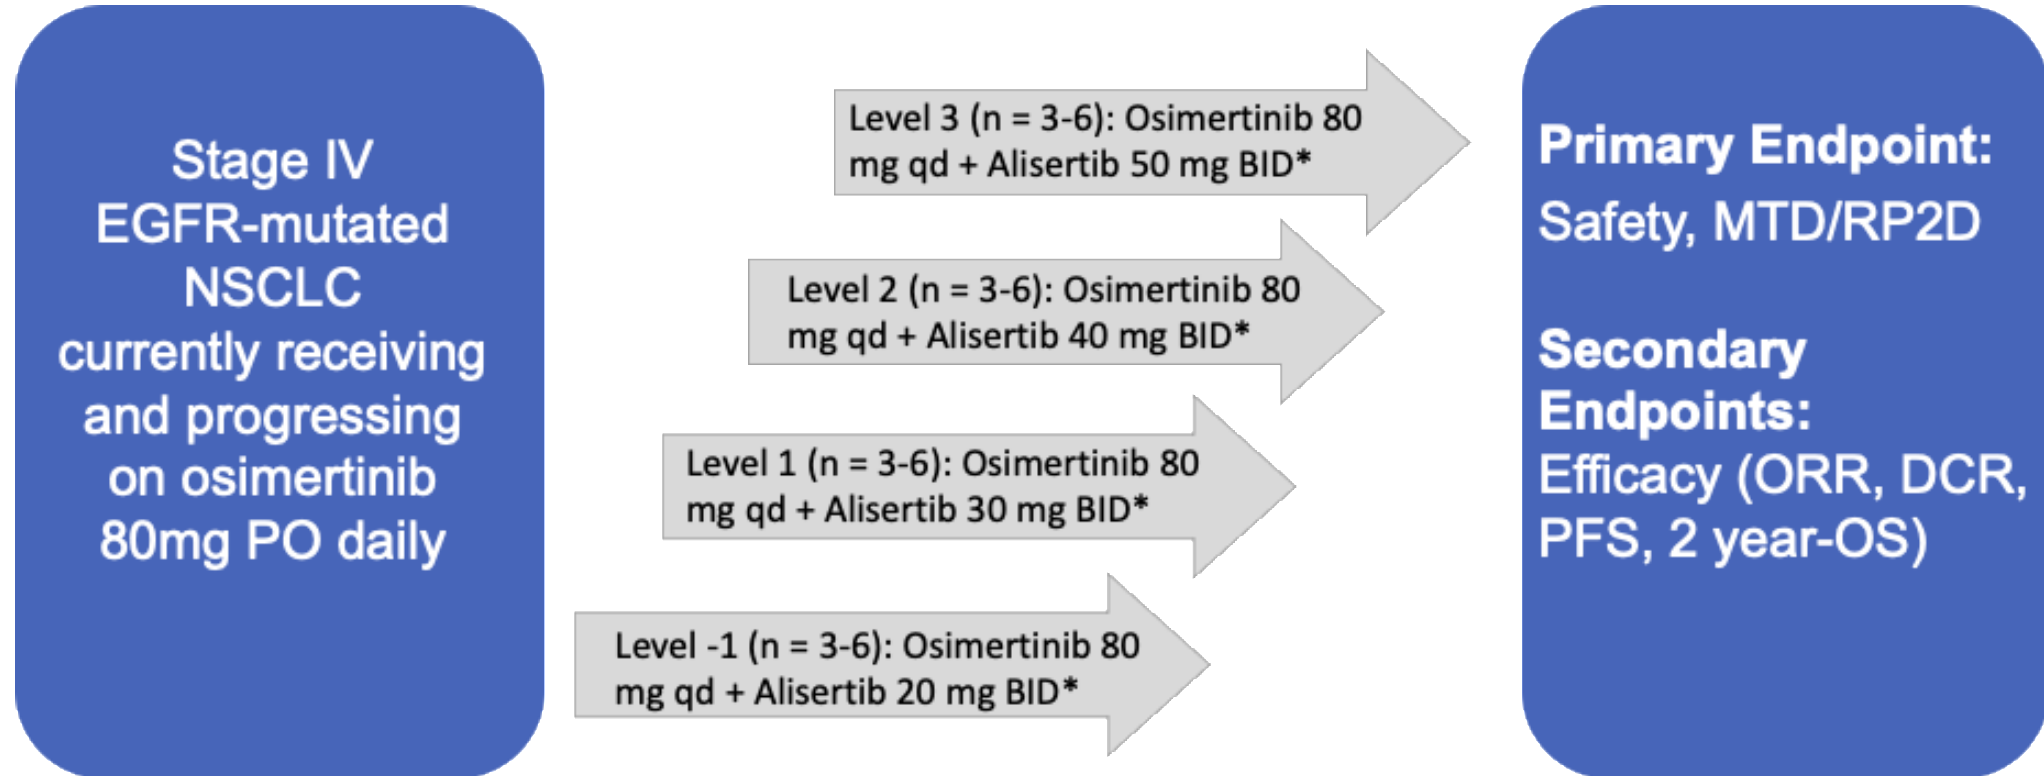 Stage IV
EGFR-mutated
NSCLC
currently receiving
and progressing
on osimertinib
80mg PO daily
Level 3 (n = 3-6): Osimertinib 80
mg qd + Alisertib 50 mg BID*
Level 2 (n = 3-6): Osimertinib 80
mg qd + Alisertib 40 mg BID*
Level 1 (n = 3-6): Osimertinib 80
mg qd + Alisertib 30 mg BID*
Level -1 (n = 3-6): Osimertinib 80
mg qd + Alisertib 20 mg BID*
Primary Endpoint:
Safety, MTD/RP2D
Secondary
Endpoints:
Efficacy (ORR, DCR,
PFS, 2 year-OS)